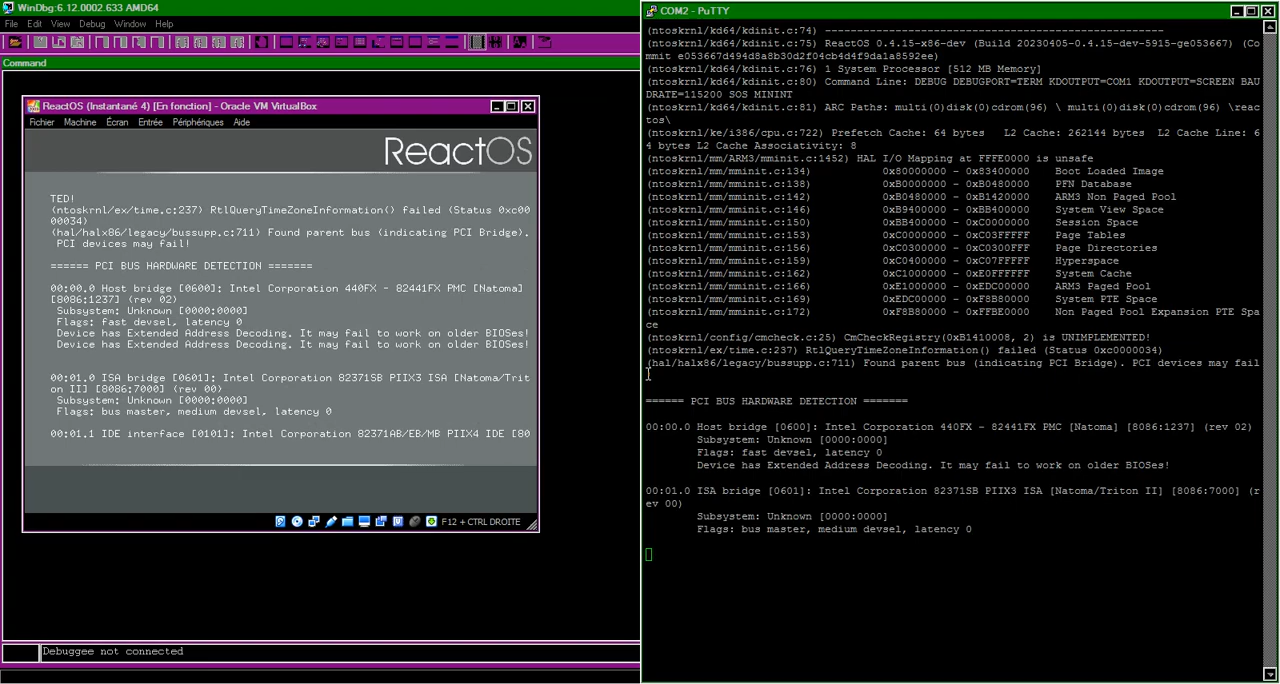 WinDbg:6.12.0002.633 AMD64
File Edit View Debug Window Help
Command
ReactOS (Instantané 4) [En fonction] - Oracle VM VirtualBox
Fichier Machine Écran Entrée Périphériques Aide
ReactOS
TED!
(ntoskrnl/ex/time.c:237) RtlQueryTimeZoneInformation() failed (Status 0xc00
00034)
(hal/halx86/legacy/bussupp.c:711) Found parent bus (indicating PCI Bridge).
PCI devices may fail!
====== PCI BUS HARDWARE DETECTION =======
00:00.0 Host bridge [0600]: Intel Corporation 440FX - 82441FX PMC [Natoma]
[8086:1237] (rev 02)
Subsystem: Unknown [0000:0000]
Flags: fast devsel, latency 0
Device has Extended Address Decoding. It may fail to work on older BIOSes!
Device has Extended Address Decoding. It may fail to work on older BIOSes!
00:01.0 ISA bridge [0601]: Intel Corporation 82371SB PIIX3 ISA [Natoma/Trit
on II] [8086:7000] (rev 00)
Subsystem: Unknown [0000:0000]
Flags: bus master, medium devsel, latency 0
00:01.1 IDE interface [0101]: Intel Corporation 82371AB/EB/MB PIIX4 IDE [80
F12 + CTRL DROITE
Debuggee not connected
COM2 - PuTTY
(ntoskrnl/kd64/kdinit.c:74) -----------------------------------------------------
(ntoskrnl/kd64/kdinit.c:75) ReactOS 0.4.15-x86-dev (Build 20230405-0.4.15-dev-5915-ge053667) (Co
mmit e053667d494d8a8b30d2f04cb4d4f9da1a8592ee)
(ntoskrnl/kd64/kdinit.c:76) 1 System Processor [512 MB Memory]
(ntoskrnl/kd64/kdinit.c:80) Command Line: DEBUG DEBUGPORT=TERM KDOUTPUT=COM1 KDOUTPUT=SCREEN BAU
DRATE=115200 SOS MININT
(ntoskrnl/kd64/kdinit.c:81) ARC Paths: multi(0)disk(0)cdrom(96) \ multi(0)disk(0)cdrom(96) \reac
tos\
(ntoskrnl/ke/i386/cpu.c:722) Prefetch Cache: 64 bytes L2 Cache: 262144 bytes L2 Cache Line: 6
4 bytes L2 Cache Associativity: 8
(ntoskrnl/mm/ARM3/mminit.c:1452) HAL I/O Mapping at FFFE0000 is unsafe
(ntoskrnl/mm/mminit.c:134) 0x80000000 - 0x83400000 Boot Loaded Image
(ntoskrnl/mm/mminit.c:138) 0xB0000000 - 0xB0480000 PFN Database
(ntoskrnl/mm/mminit.c:142) 0xB0480000 - 0xB1420000 ARM3 Non Paged Pool
(ntoskrnl/mm/mminit.c:146) 0xB9400000 - 0xBB400000 System View Space
(ntoskrnl/mm/mminit.c:150) 0xBB400000 - 0xC0000000 Session Space
(ntoskrnl/mm/mminit.c:153) 0xC0000000 - 0xC03FFFFF Page Tables
(ntoskrnl/mm/mminit.c:156) 0xC0300000 - 0xC0300FFF Page Directories
(ntoskrnl/mm/mminit.c:159) 0xC0400000 - 0xC07FFFFF Hyperspace
(ntoskrnl/mm/mminit.c:162) 0xC1000000 - 0xE0FFFFFF System Cache
(ntoskrnl/mm/mminit.c:166) 0xE1000000 - 0xEDC00000 ARM3 Paged Pool
(ntoskrnl/mm/mminit.c:169) 0xEDC00000 - 0xF8B80000 System PTE Space
(ntoskrnl/mm/mminit.c:172) 0xF8B80000 - 0xFFBE0000 Non Paged Pool Expansion PTE Spa
ce
(ntoskrnl/config/cmcheck.c:25) CmCheckRegistry(0xB1410008, 2) is UNIMPLEMENTED!
(ntoskrnl/ex/time.c:237) RtlQueryTimeZoneInformation() failed (Status 0xc0000034)
(hal/halx86/legacy/bussupp.c:711) Found parent bus (indicating PCI Bridge). PCI devices may fail
====== PCI BUS HARDWARE DETECTION =======
00:00.0 Host bridge [0600]: Intel Corporation 440FX - 82441FX PMC [Natoma] [8086:1237] (rev 02)
Subsystem: Unknown [0000:0000]
Flags: fast devsel, latency 0
Device has Extended Address Decoding. It may fail to work on older BIOSes!
00:01.0 ISA bridge [0601]: Intel Corporation 82371SB PIIX3 ISA [Natoma/Triton II] [8086:7000] (r
ev 00)
Subsystem: Unknown [0000:0000]
Flags: bus master, medium devsel, latency 0